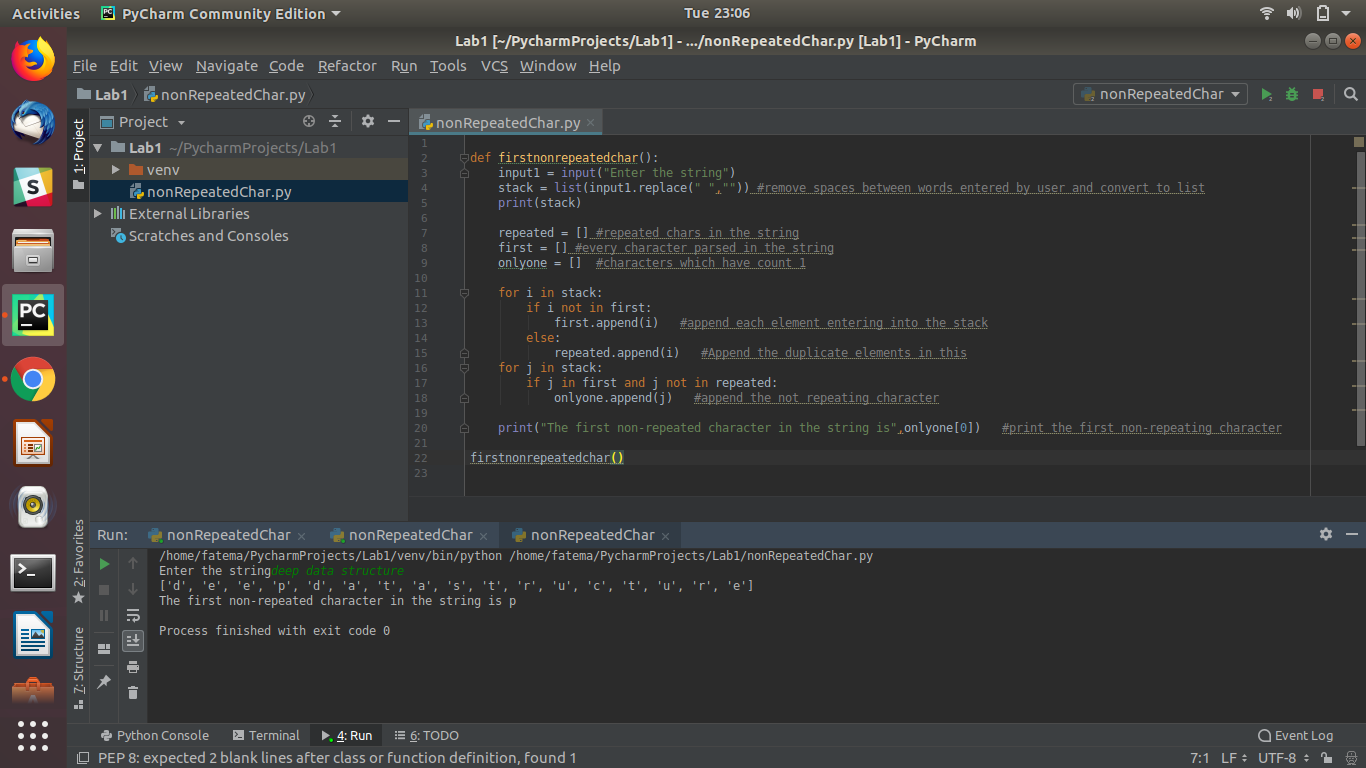 Activities PyCharm Community Edition Tue 23:06
Lab1 [~/PycharmProjects/Lab1] - .../nonRepeatedChar.py [Lab1] - PyCharm
File Edit View Navigate Code Refactor Run Tools VCS Window Help
Lab1 nonRepeatedChar.py nonRepeatedChar
1: Project
Project
nonRepeatedChar.py
Lab1 ~/PycharmProjects/Lab1
venv
nonRepeatedChar.py
External Libraries
Scratches and Consoles
1
2 def firstnonrepeatedchar():
3 input1 = input("Enter the string")
4 stack = list(input1.replace(" ","")) #remove spaces between words entered by user and convert to list
5 print(stack)
6
7 repeated = [] #repeated chars in the string
8 first = [] #every character parsed in the string
9 onlyone = [] #characters which have count 1
10
11 for i in stack:
12 if i not in first:
13 first.append(i) #append each element entering into the stack
14 else:
15 repeated.append(i) #Append the duplicate elements in this
16 for j in stack:
17 if j in first and j not in repeated:
18 onlyone.append(j) #append the not repeating character
19
20 print("The first non-repeated character in the string is",onlyone[0]) #print the first non-repeating character
21
22 firstnonrepeatedchar()
23
Run: nonRepeatedChar nonRepeatedChar nonRepeatedChar
2: Favorites
7: Structure
/home/fatema/PycharmProjects/Lab1/venv/bin/python /home/fatema/PycharmProjects/Lab1/nonRepeatedChar.py
Enter the stringdeep data structure
['d', 'e', 'e', 'p', 'd', 'a', 't', 'a', 's', 't', 'r', 'u', 'c', 't', 'u', 'r', 'e']
The first non-repeated character in the string is p
Process finished with exit code 0
Python Console Terminal 4: Run 6: TODO Event Log
PEP 8: expected 2 blank lines after class or function definition, found 1 7:1 LF UTF-8
PC
S